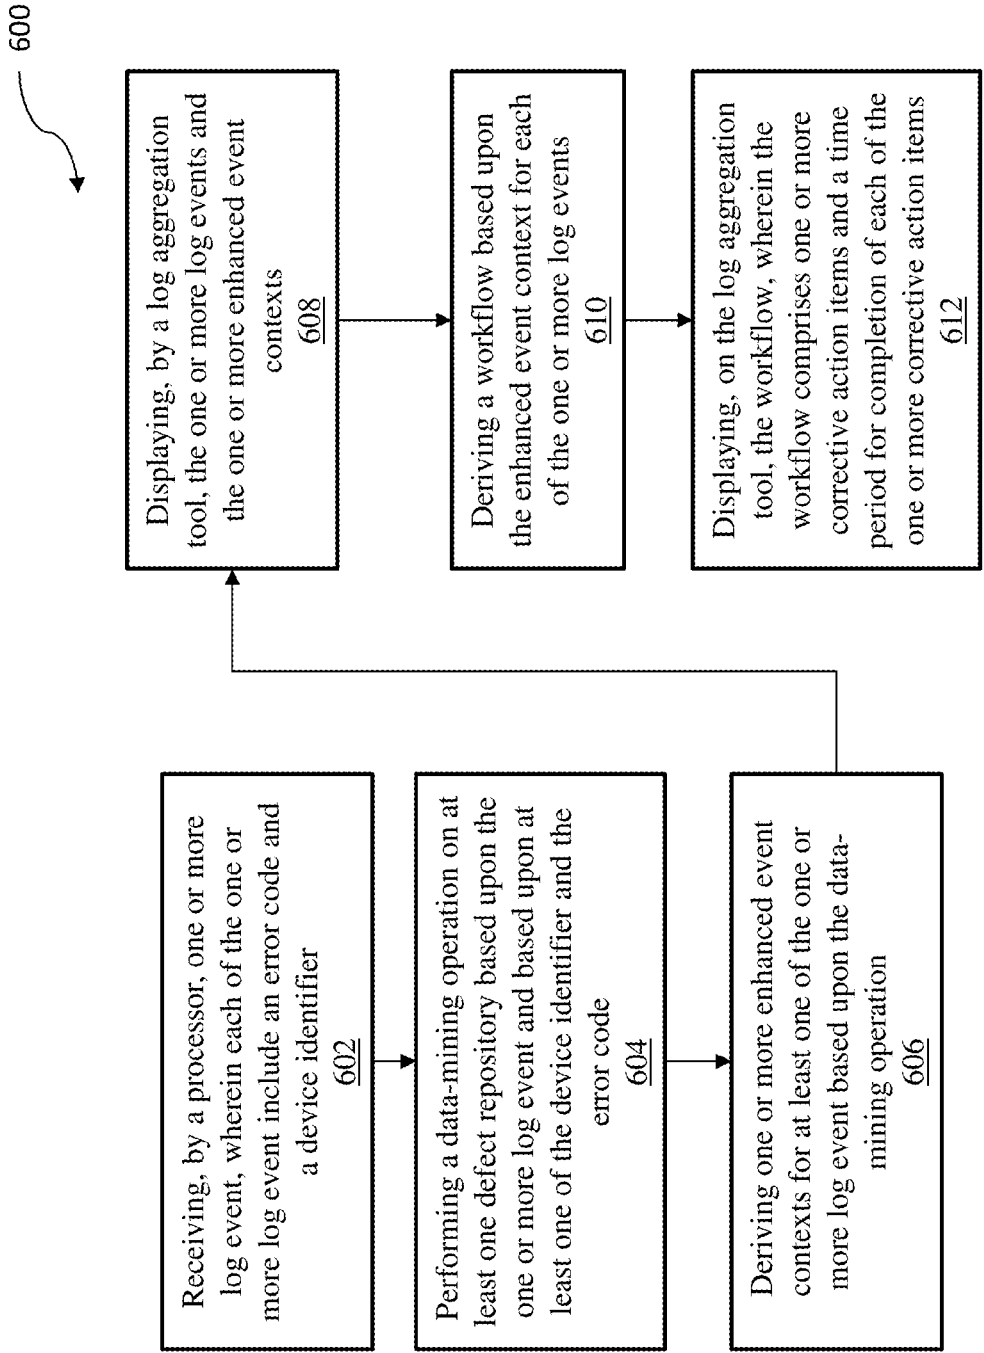 600
Receiving, by a processor, one or more
log event, wherein each of the one or
more log event include an error code and
a device identifier
602
Performing a data-mining operation on at
least one defect repository based upon the
one or more log event and based upon at
least one of the device identifier and the
error code
604
Deriving one or more enhanced event
contexts for at least one of the one or
more log event based upon the data-
mining operation
606
Displaying, by a log aggregation
tool, the one or more log events and
the one or more enhanced event
contexts
608
Deriving a workflow based upon
the enhanced event context for each
of the one or more log events
610
Displaying, on the log aggregation
tool, the workflow, wherein the
workflow comprises one or more
corrective action items and a time
period for completion of each of the
one or more corrective action items
612